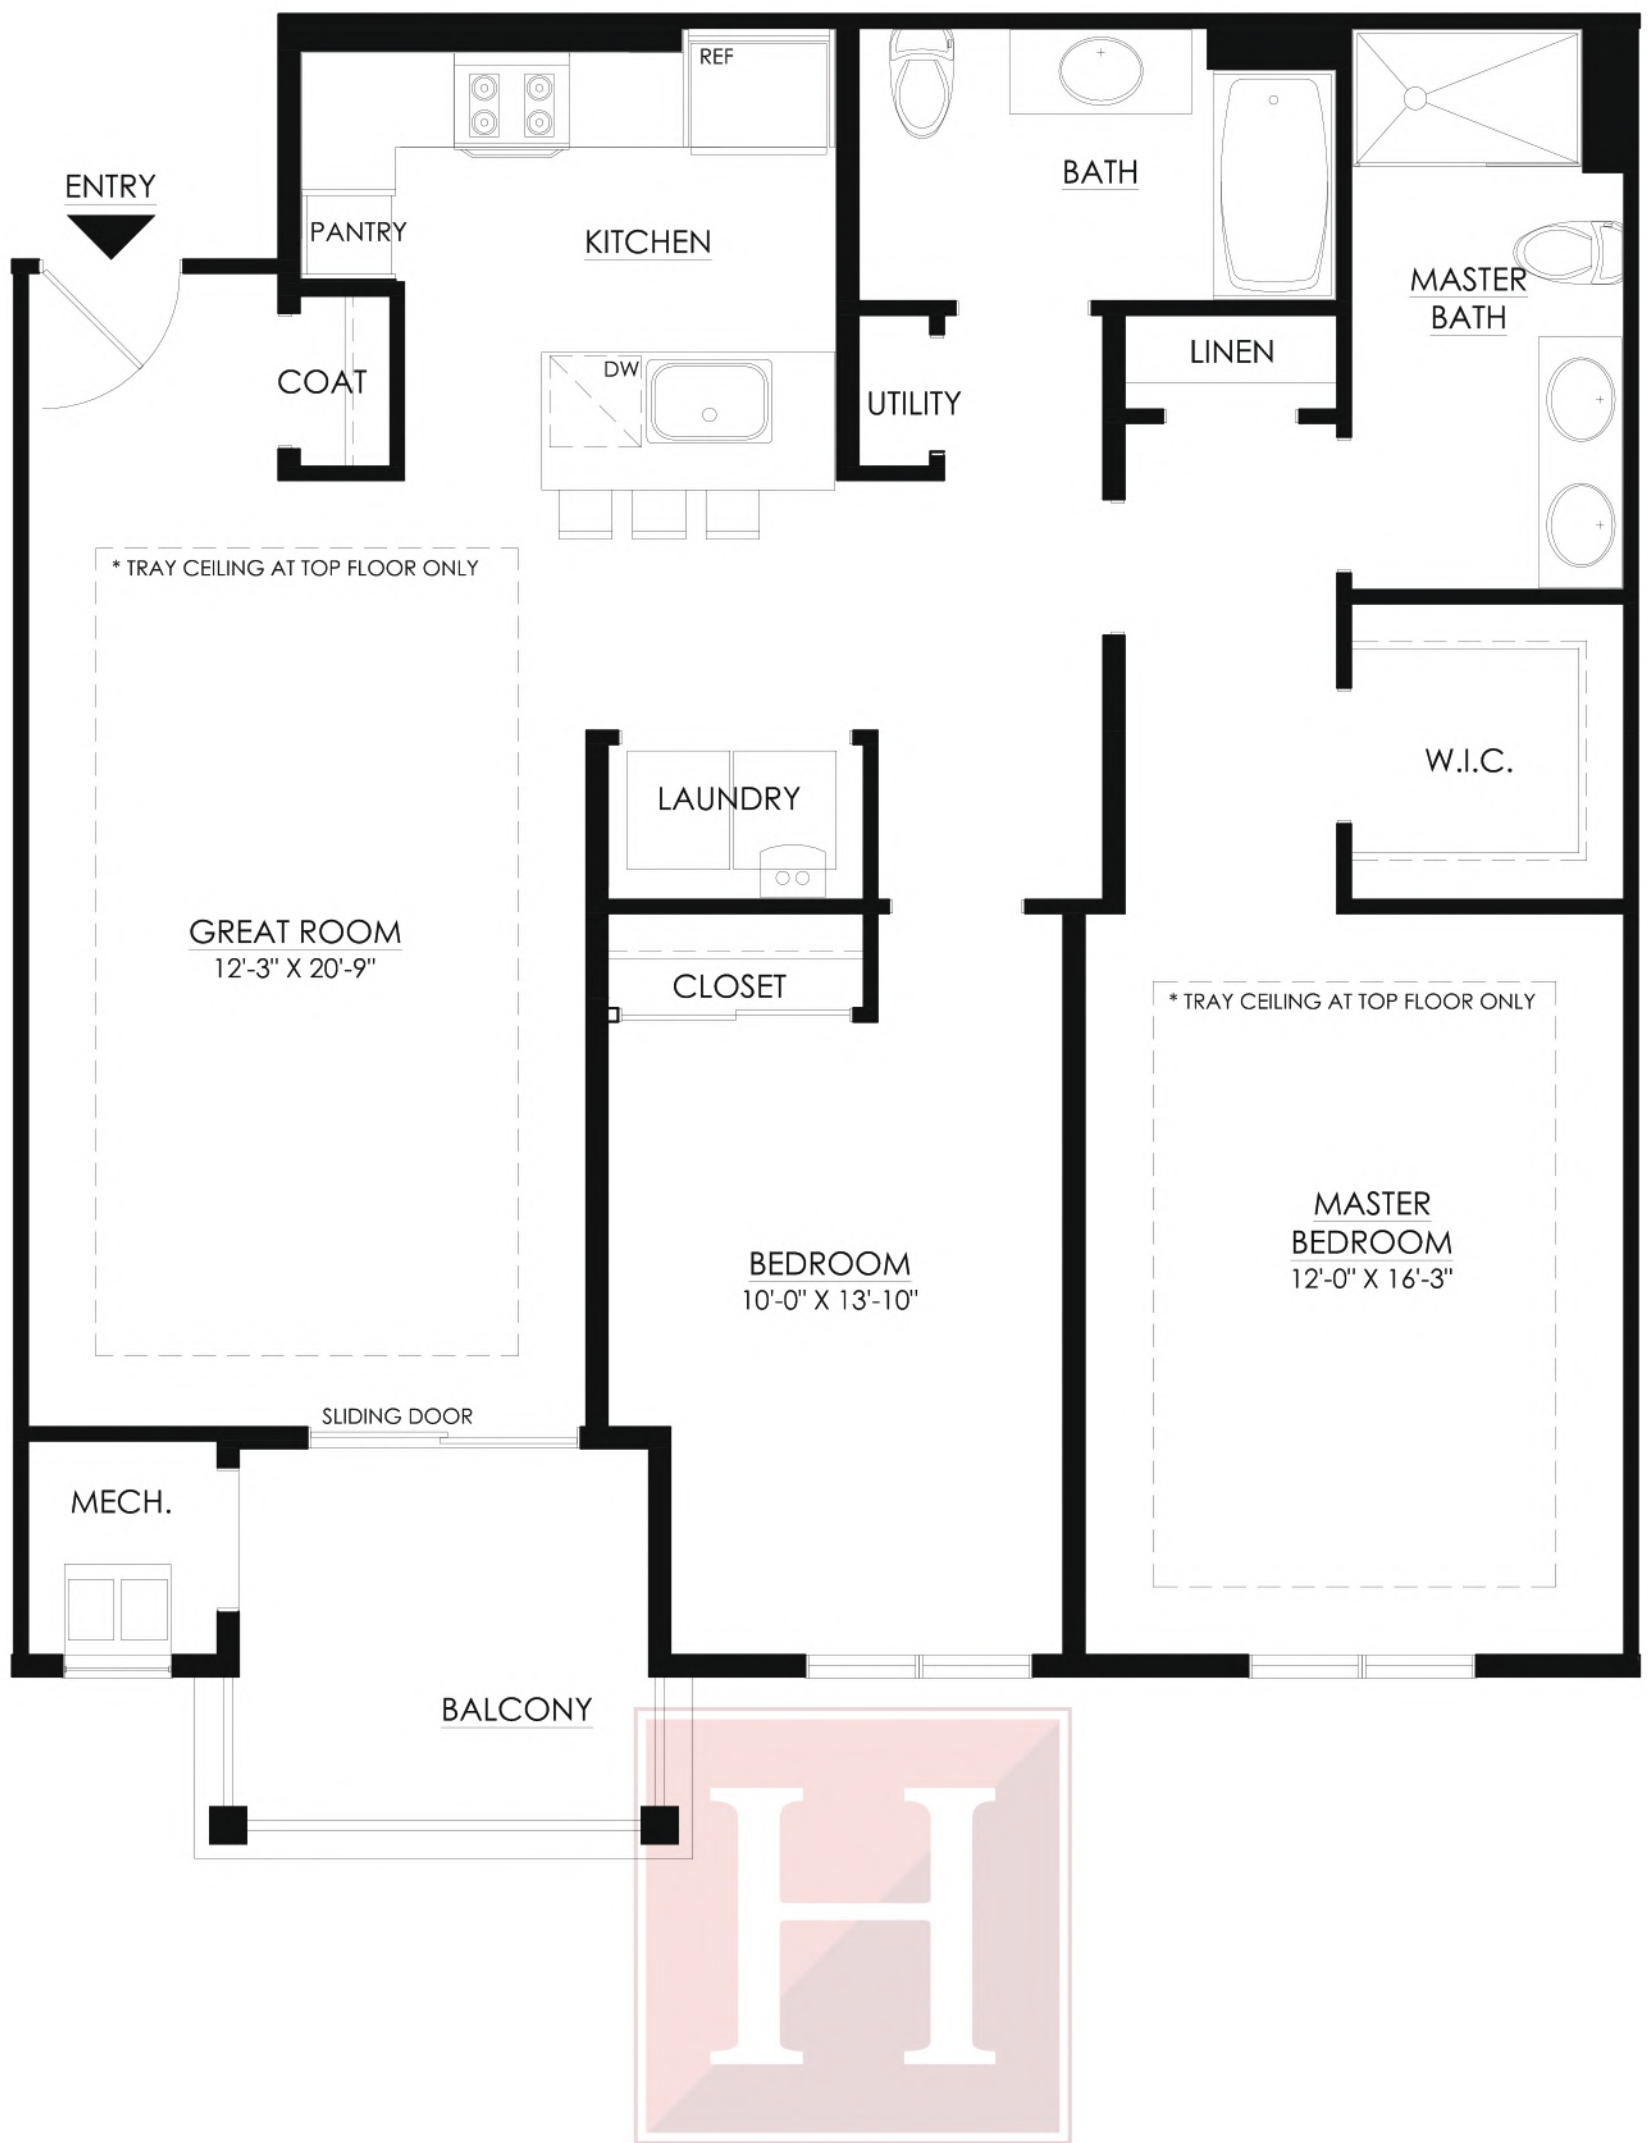 REF
ENTRY
BATH
PANTRY
KITCHEN
MASTER
BATH
LINEN
COAT
DW
UTILITY
* TRAY CEILING AT TOP FLOOR ONLY
W.I.C.
LAUNDRY
GREAT ROOM
12'-3" X 20'-9"
CLOSET
* TRAY CEILING AT TOP FLOOR ONLY
MASTER
BEDROOM
12'-0" X 16'-3"
BEDROOM
10'-0" X 13'-10"
SLIDING DOOR
MECH.
BALCONY
H